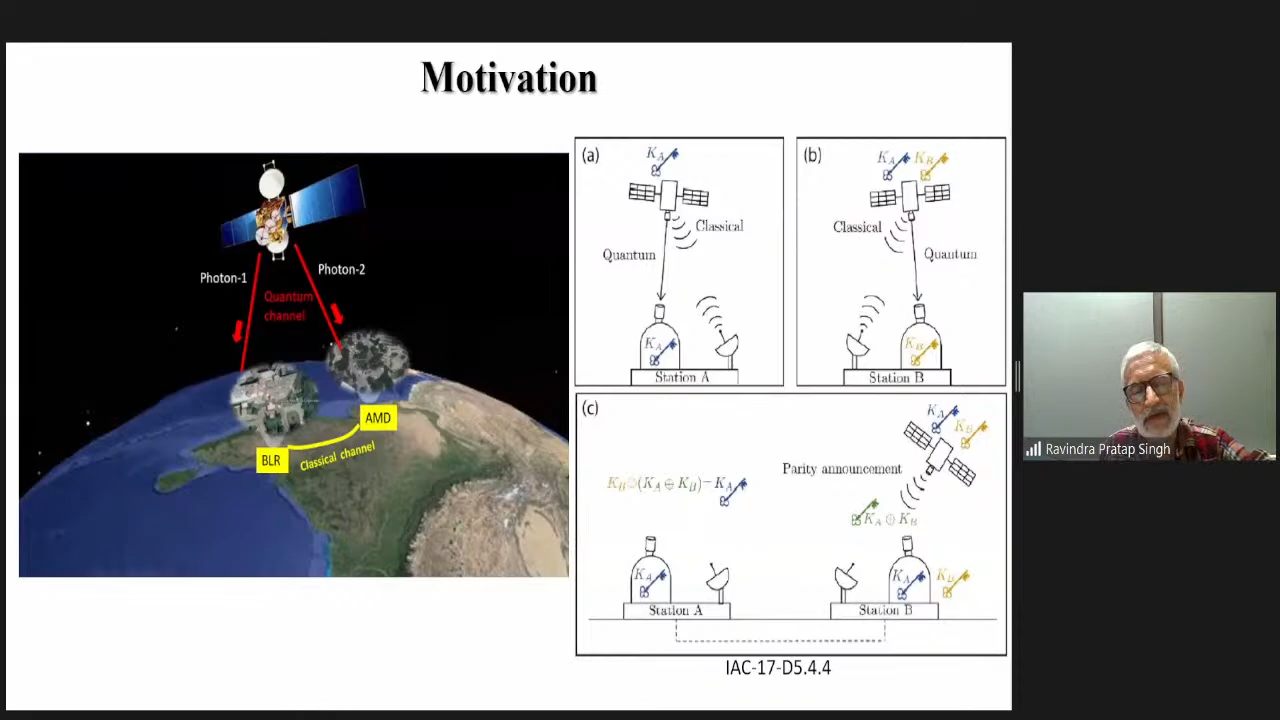 Motivation
Photon-1
Photon-2
Quantum
channel
AMD
BLR
Classical channel
(a)
K_A
Classical
Quantum
K_A
Station A
(b)
K_A
K_B
Classical
Quantum
K_B
Station B
(c)
K_A
K_B
Parity announcement
K_B⊕(K_A ⊕ K_B)=K_A
K_A ⊕ K_B
K_A
Station A
K_A
K_B
Station B
IAC-17-D5.4.4
Ravindra Pratap Singh